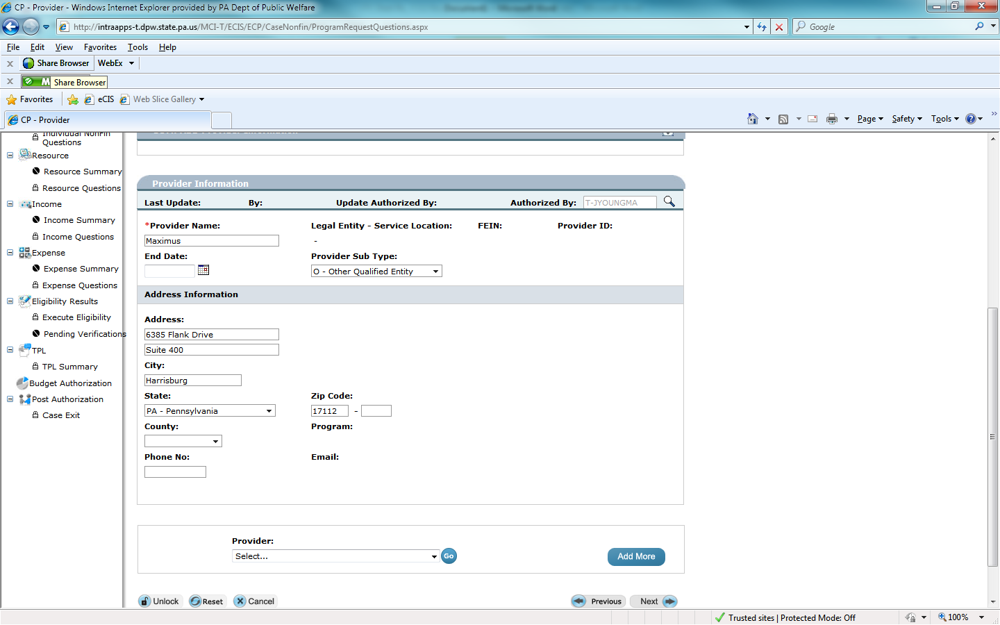 CP - Provider - Windows Internet Explorer provided by PA Dept of Public Welfare
http://intraapps-t.dpw.state.pa.us/MCI-T/ECIS/ECP/CaseNonfin/ProgramRequestQuestions.aspx
Google
File Edit View Favorites Tools Help
x Share Browser WebEx
x M Share Browser
Favorites eCIS Web Slice Gallery
CP - Provider
Page Safety Tools
Individual NonFin
Questions
Resource
Resource Summary
Resource Questions
Income
Income Summary
Income Questions
Expense
Expense Summary
Expense Questions
Eligibility Results
Execute Eligibility
Pending Verifications
TPL
TPL Summary
Budget Authorization
Post Authorization
Case Exit
Provider Information
Last Update: By: Update Authorized By: Authorized By: T-JYOUNGMA
*Provider Name: Legal Entity - Service Location: FEIN: Provider ID:
Maximus -
End Date: Provider Sub Type:
O - Other Qualified Entity
Address Information
Address:
6385 Flank Drive
Suite 400
City:
Harrisburg
State: Zip Code:
PA - Pennsylvania 17112 -
County: Program:
Phone No: Email:
Provider:
Select... Go Add More
Unlock Reset Cancel Previous Next
Trusted sites | Protected Mode: Off 100%